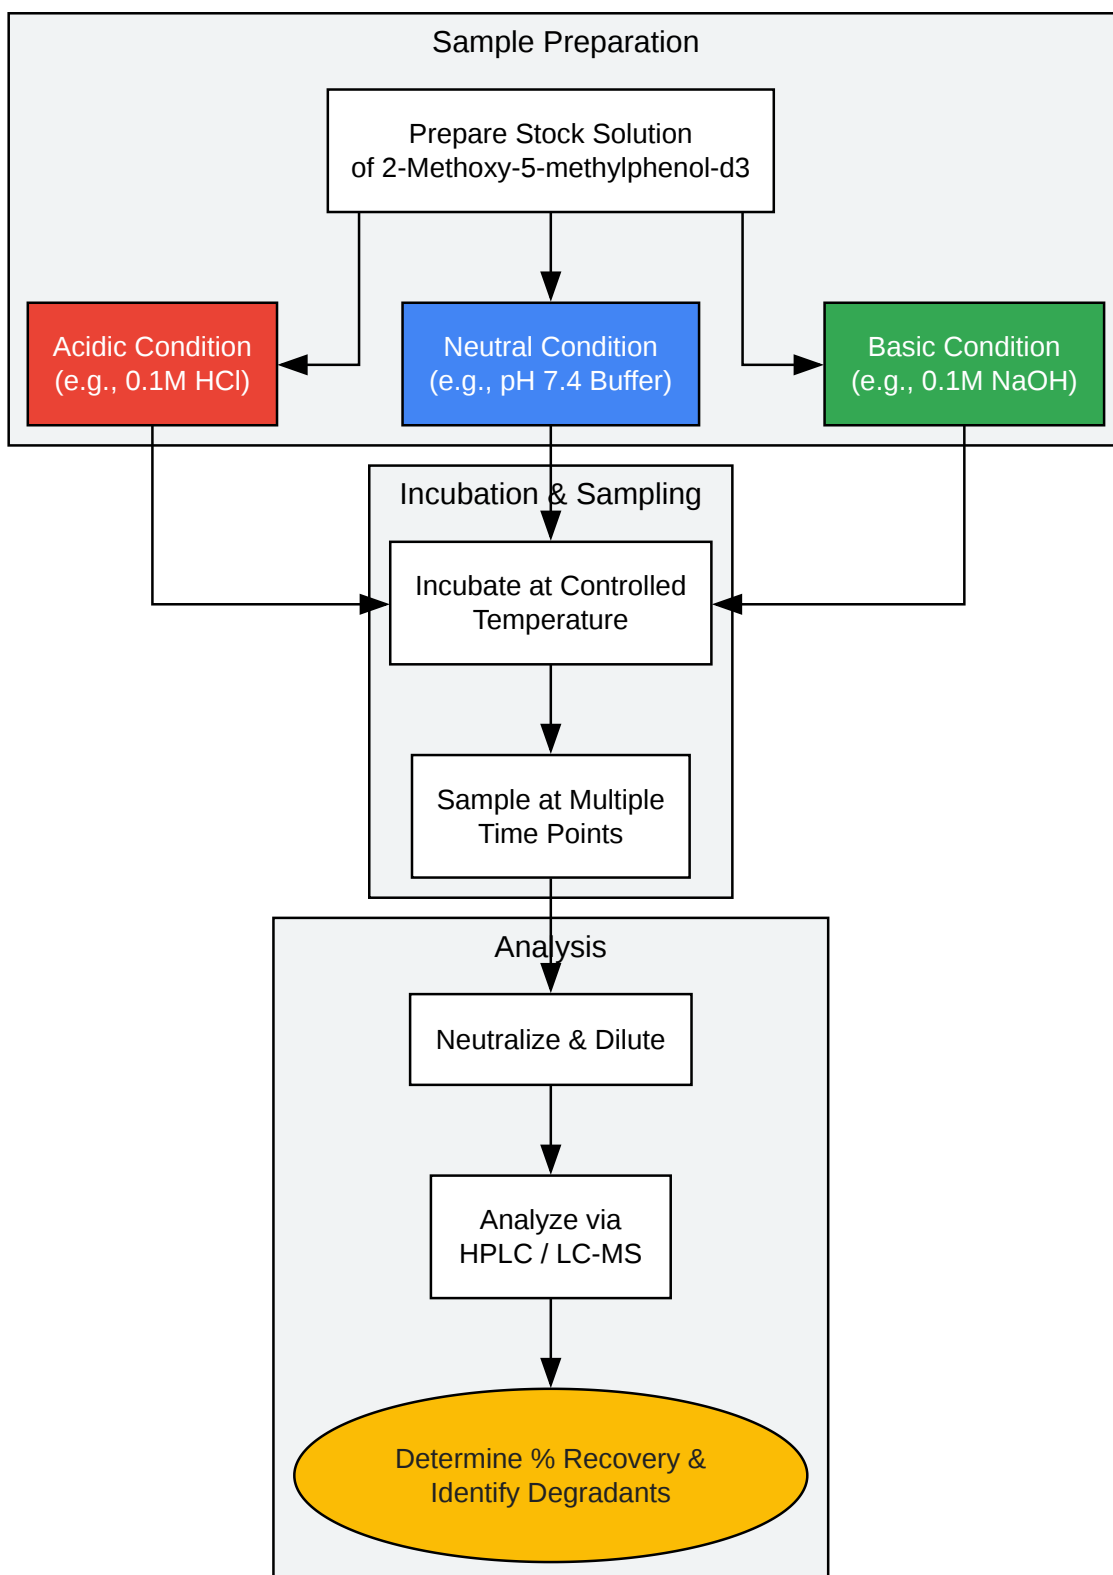 Sample Preparation
Prepare Stock Solution
of 2-Methoxy-5-methylphenol-d3
Acidic Condition
(e.g., 0.1M HCl)
Neutral Condition
(e.g., pH 7.4 Buffer)
Basic Condition
(e.g., 0.1M NaOH)
Incubation & Sampling
Incubate at Controlled
Temperature
Sample at Multiple
Time Points
Analysis
Neutralize & Dilute
Analyze via
HPLC / LC-MS
Determine % Recovery &
Identify Degradants